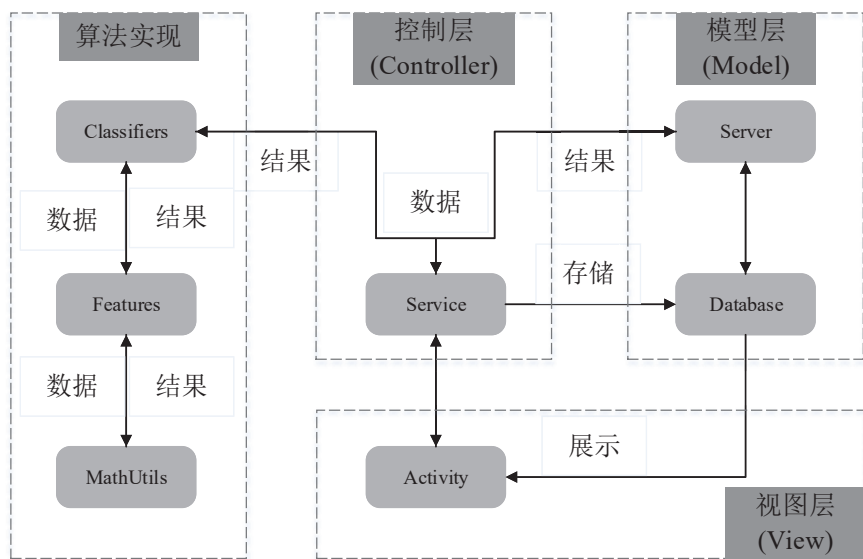 算法实现
控制层
(Controller)
模型层
(Model)
Classifiers
Server
结果
结果
数据
结果
数据
存储
Features
Service
Database
数据
结果
展示
MathUtils
Activity
视图层
(View)